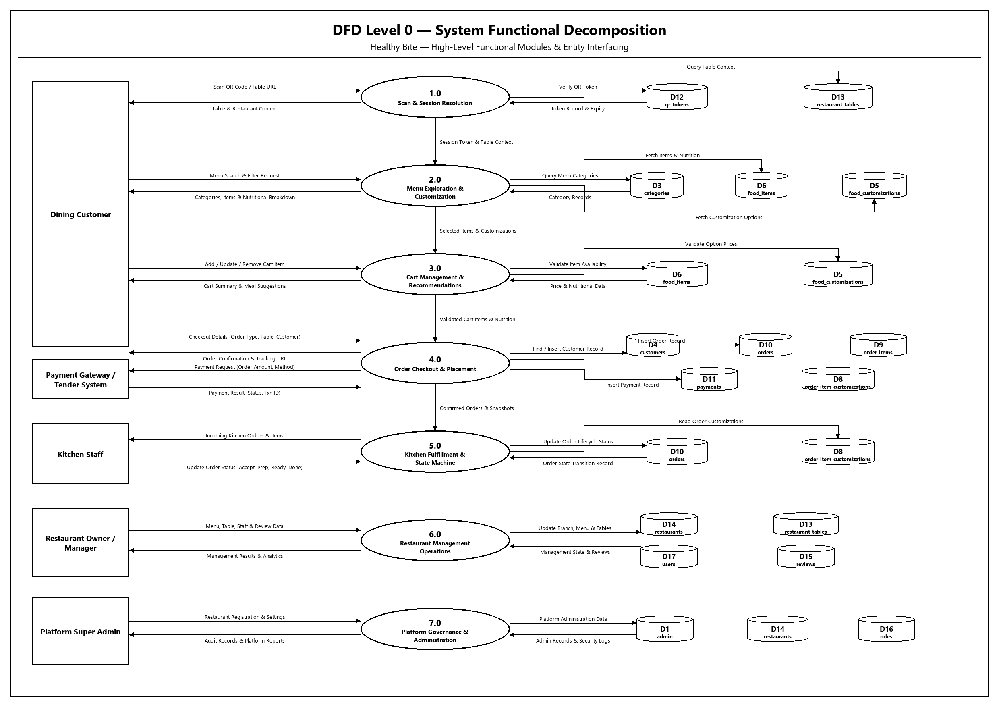 DFD Level 0 — System Functional Decomposition
Healthy Bite — High-Level Functional Modules & Entity Interfacing
Query Table Context
Scan QR Code / Table URL
1.0
Scan & Session Resolution
Verify QR Token
D12
qr_tokens
D13
restaurant_tables
Table & Restaurant Context
Token Record & Expiry
Session Token & Table Context
Fetch Items & Nutrition
Menu Search & Filter Request
2.0
Menu Exploration &
Customization
Query Menu Categories
D3
categories
D6
food_items
D5
food_customizations
Categories, Items & Nutritional Breakdown
Category Records
Dining Customer
Fetch Customization Options
Selected Items & Customizations
Validate Option Prices
Add / Update / Remove Cart Item
3.0
Cart Management &
Recommendations
Validate Item Availability
D6
food_items
D5
food_customizations
Cart Summary & Meal Suggestions
Price & Nutritional Data
Validated Cart Items & Nutrition
Checkout Details (Order Type, Table, Customer)
Insert Order Record
Find / Insert Customer Record
D4
customers
D10
orders
D9
order_items
Order Confirmation & Tracking URL
4.0
Order Checkout & Placement
Payment Request (Order Amount, Method)
Payment Gateway /
Tender System
D11
payments
D8
order_item_customizations
Insert Payment Record
Payment Result (Status, Txn ID)
Confirmed Orders & Snapshots
Read Order Customizations
Incoming Kitchen Orders & Items
Kitchen Staff
5.0
Kitchen Fulfillment &
State Machine
Update Order Lifecycle Status
D10
orders
D8
order_item_customizations
Order State Transition Record
Update Order Status (Accept, Prep, Ready, Done)
Menu, Table, Staff & Review Data
Restaurant Owner /
Manager
6.0
Restaurant Management
Operations
Update Branch, Menu & Tables
D14
restaurants
D13
restaurant_tables
Management Results & Analytics
Management State & Reviews
D17
users
D15
reviews
Restaurant Registration & Settings
Platform Super Admin
7.0
Platform Governance &
Administration
Platform Administration Data
D1
admin
D14
restaurants
D16
roles
Audit Records & Platform Reports
Admin Records & Security Logs